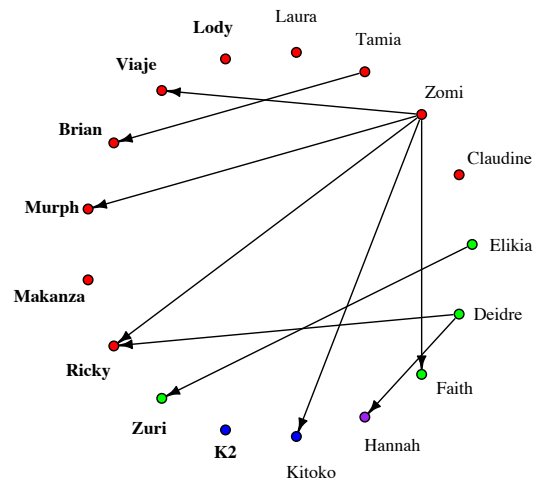 Laura
Lody
Tamia
Viaje
Zomi
Brian
Claudine
Murph
Elikia
Makanza
Deidre
Ricky
Faith
Zuri
Hannah
K2
Kitoko